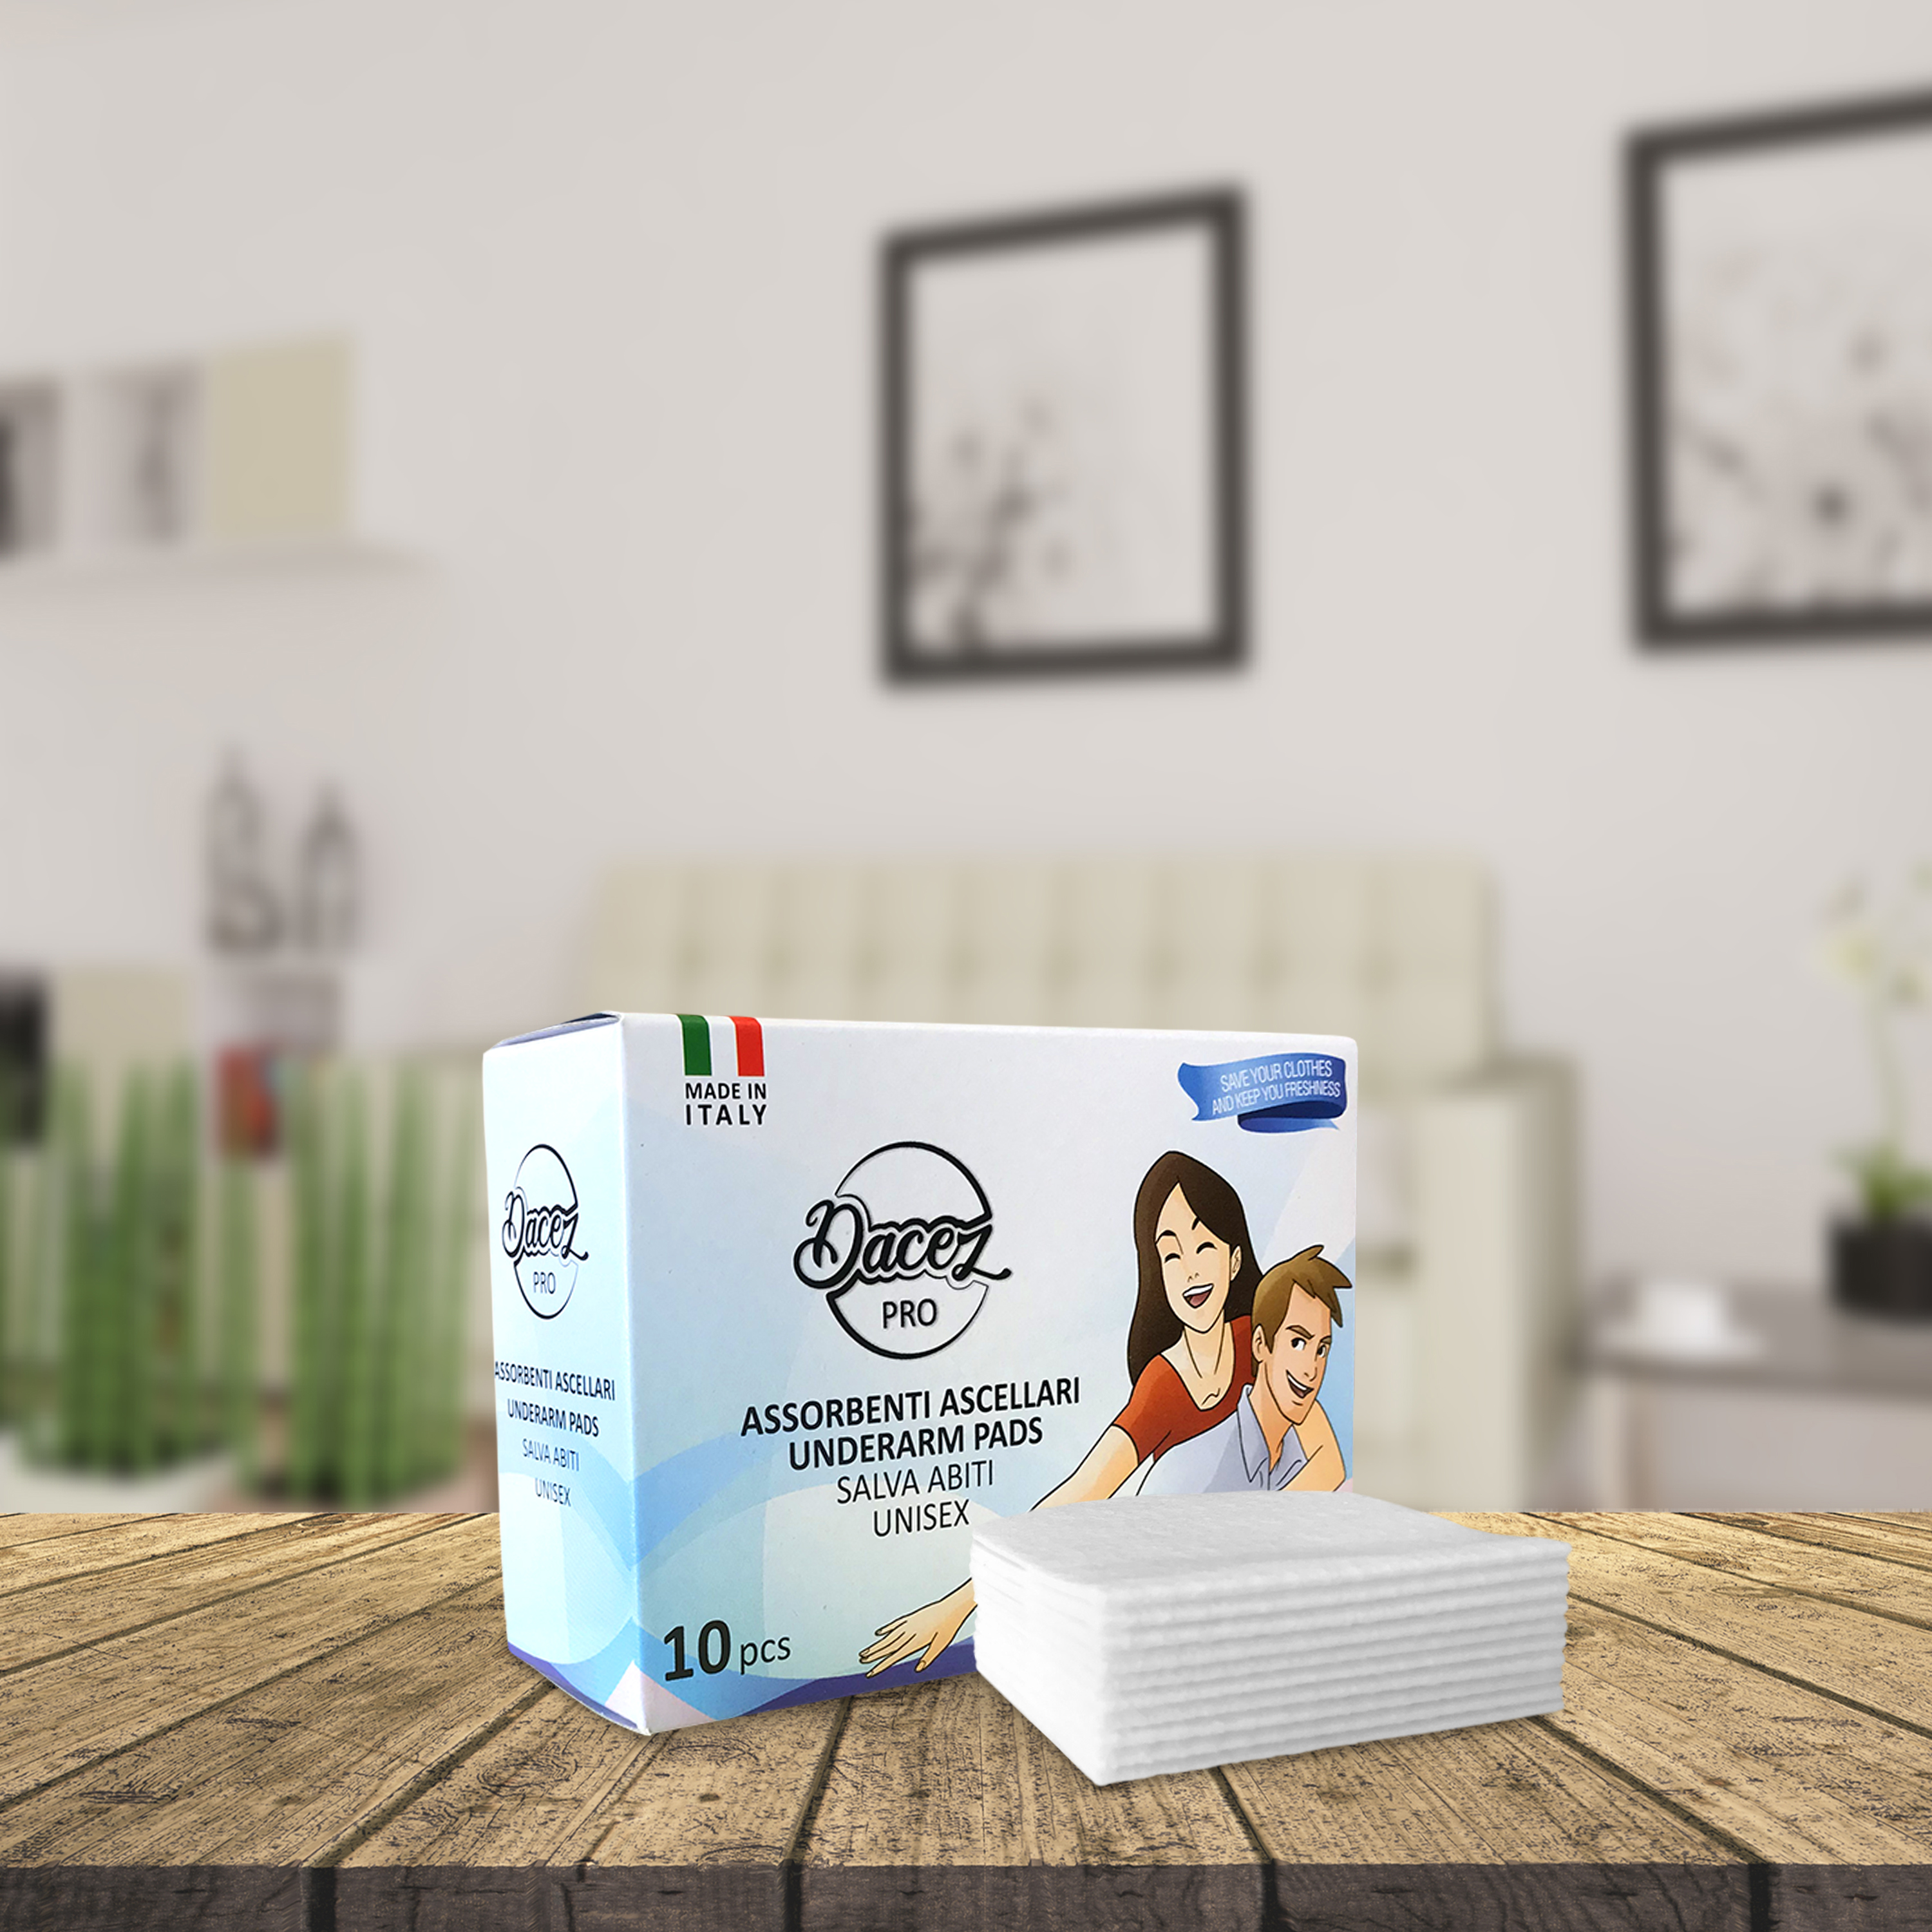 MADE IN
ITALY
SAVE YOUR CLOTHES
AND KEEP YOU FRESHNESS
Dacez
PRO
ASSORBENTI ASCELLARI
UNDERARM PADS
SALVA ABITI
UNISEX
10 pcs
Dacez
PRO
ASSORBENTI ASCELLARI
UNDERARM PADS
SALVA ABITI
UNISEX